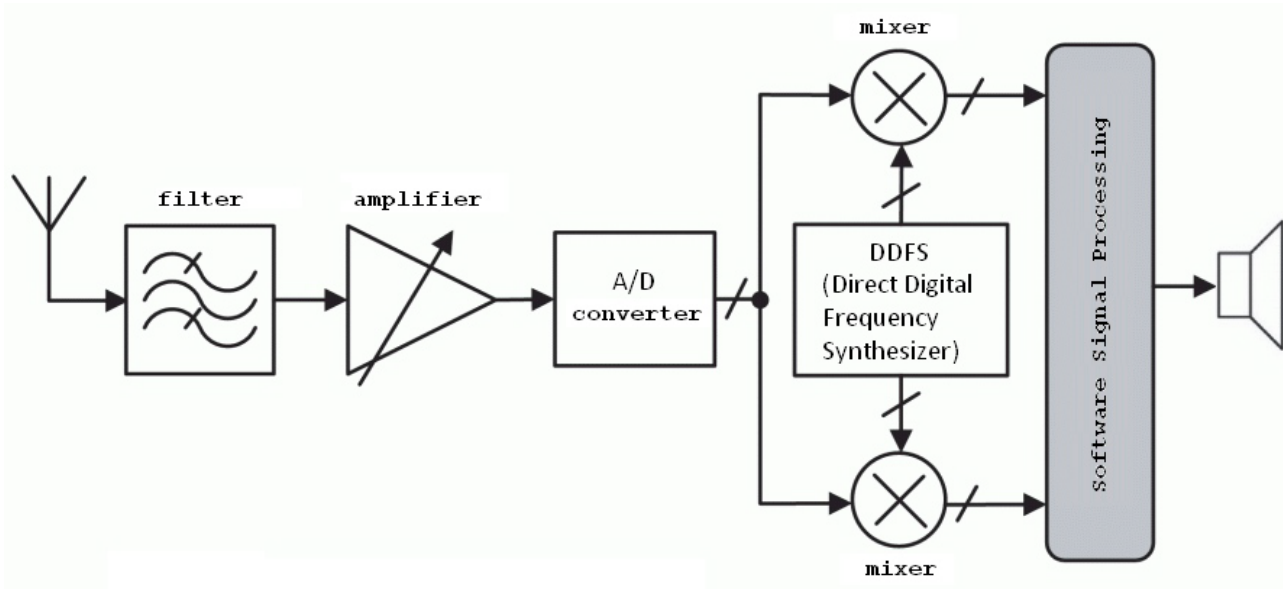 mixer
filter
amplifier
A/D
converter
DDFS
(Direct Digital
Frequency
Synthesizer)
Software Signal Processing
mixer